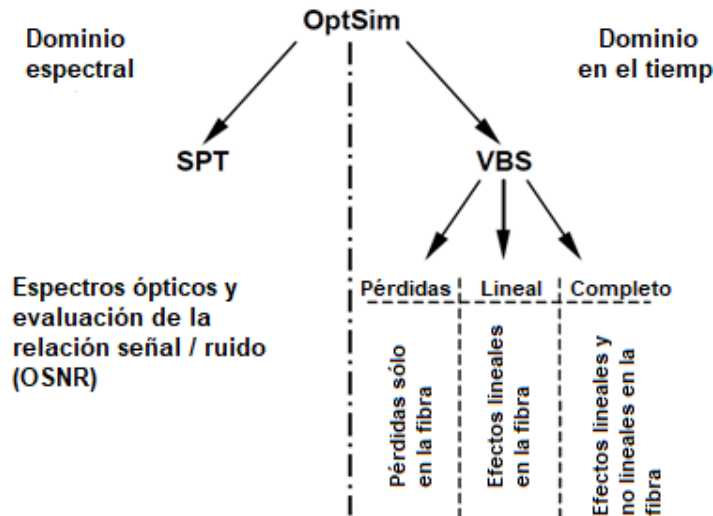 OptSim
Dominio
espectral
Dominio
en el tiemp
SPT
VBS
Espectros ópticos y
evaluación de la
relación señal / ruido
(OSNR)
Pérdidas
Lineal
Completo
Pérdidas sólo
en la fibra
Efectos lineales
en la fibra
Efectos lineales y
no lineales en la
fibra